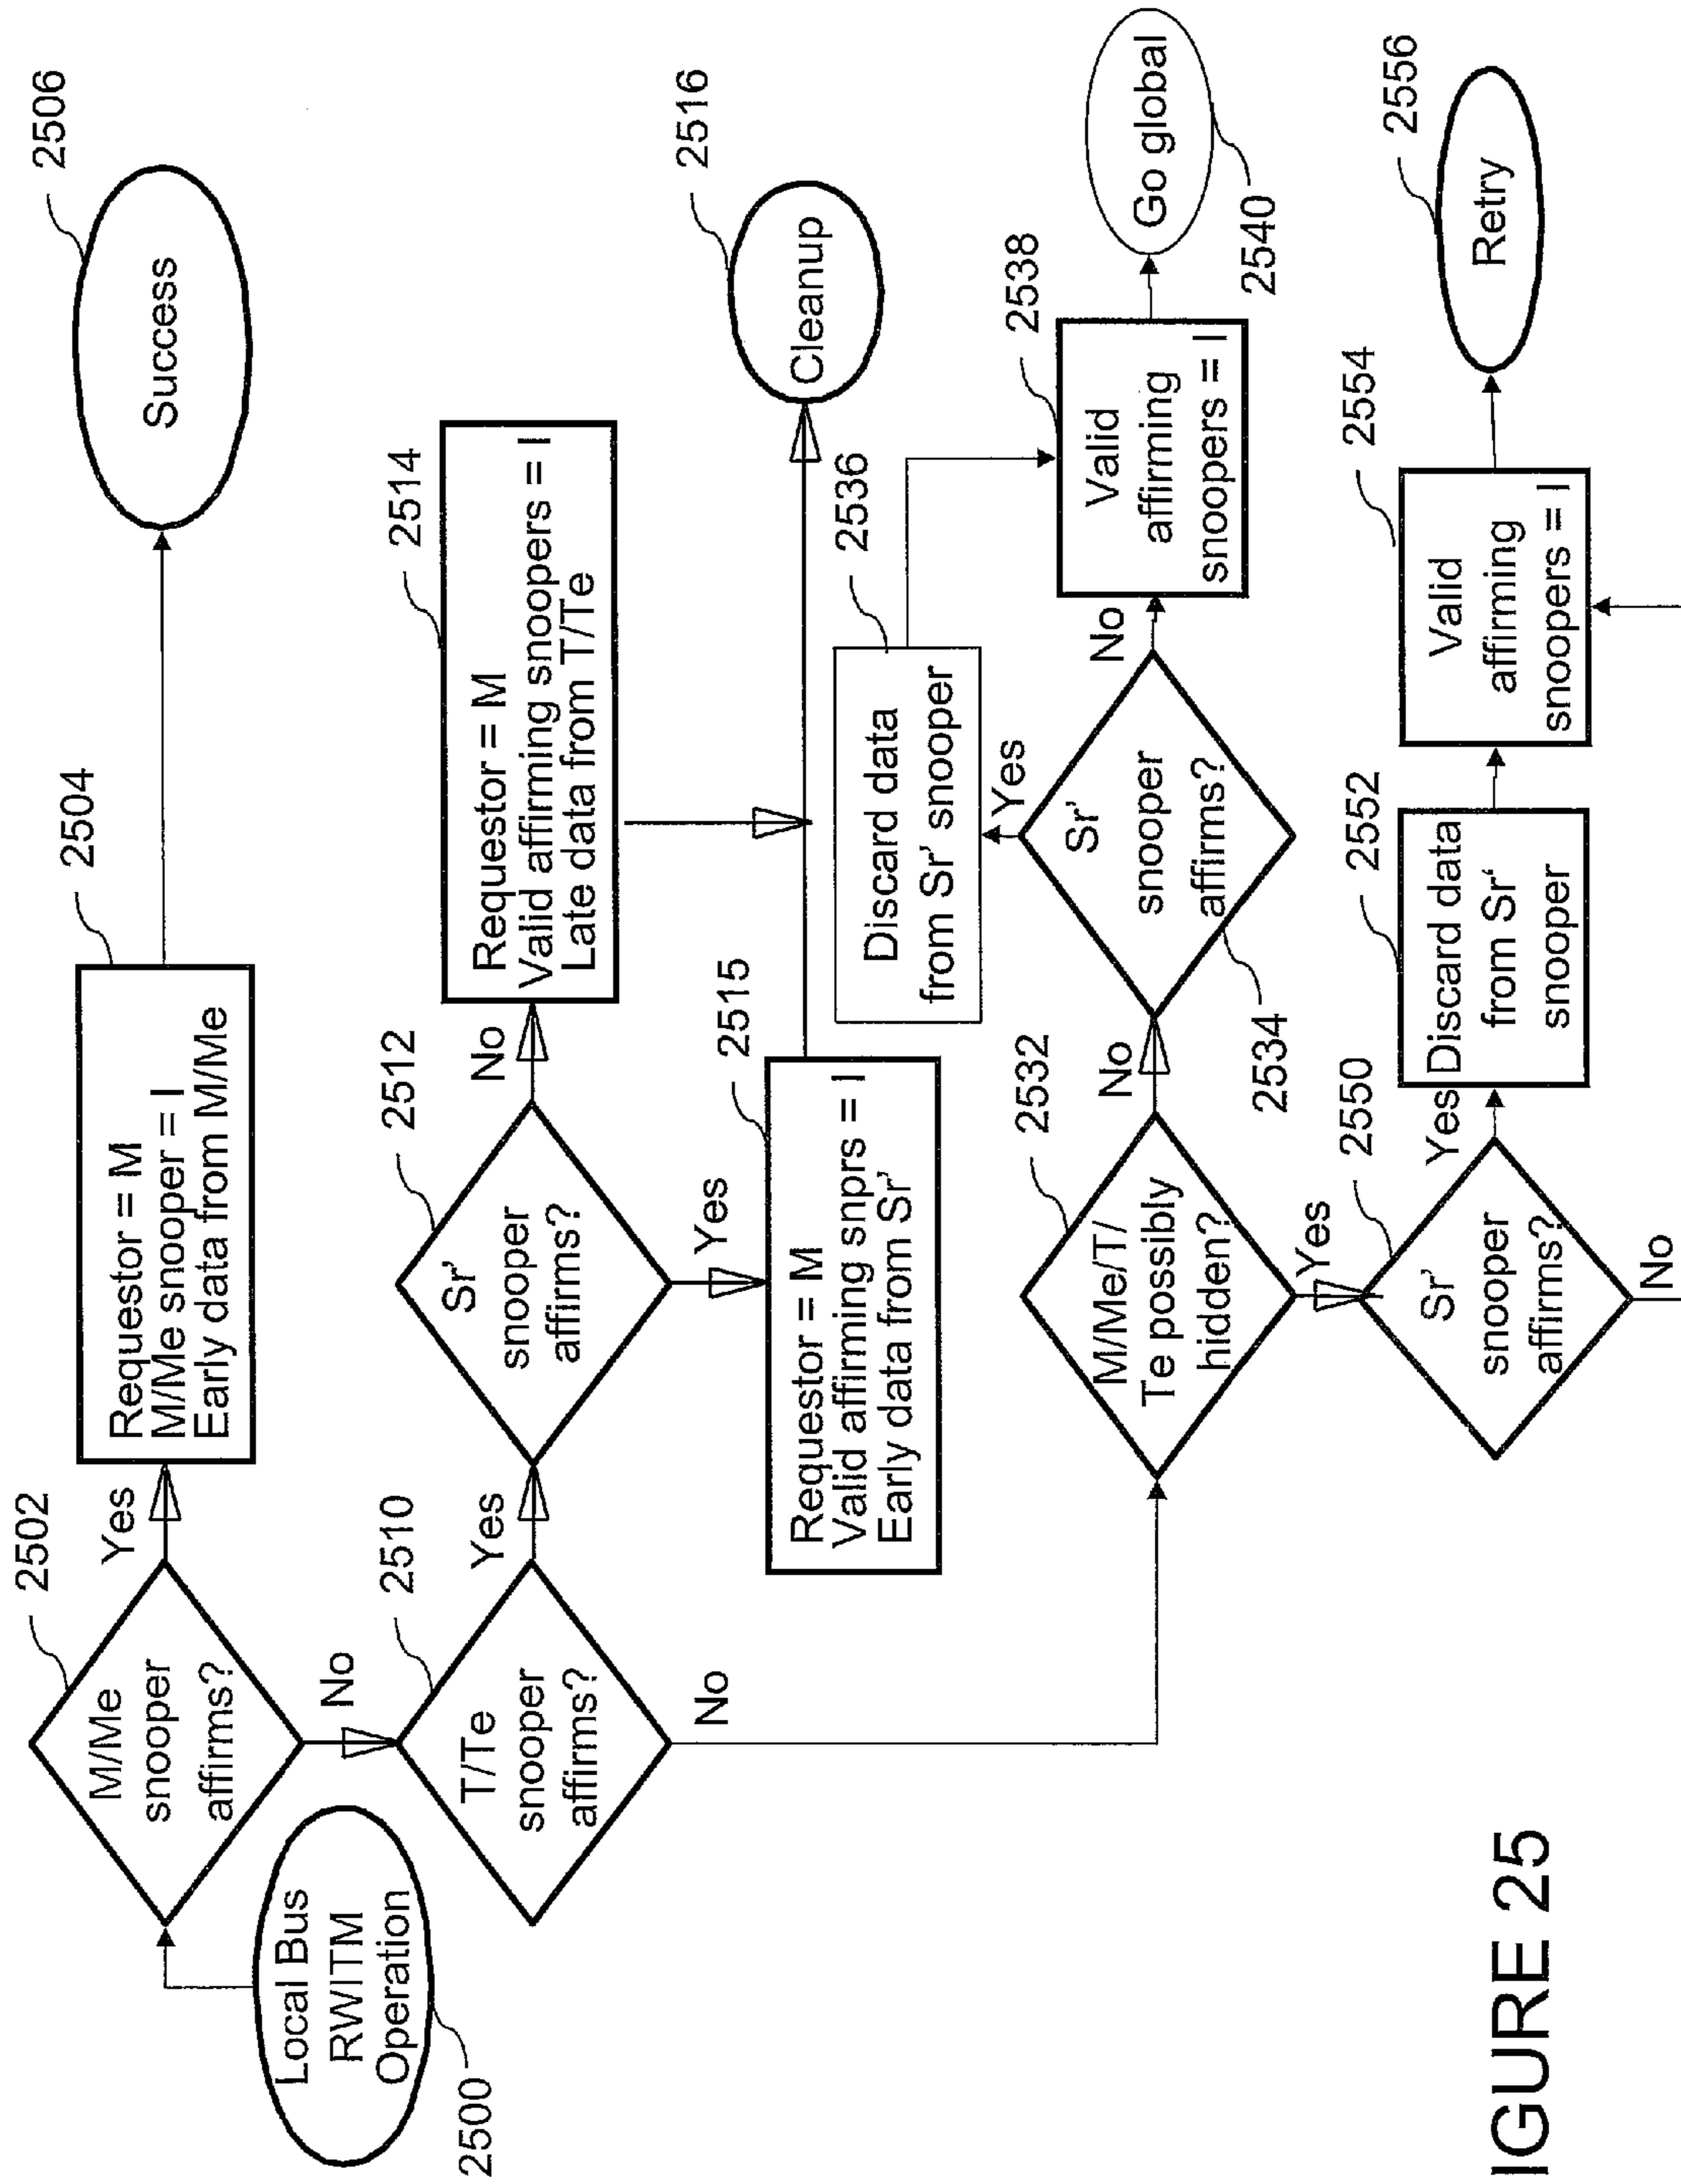 Local Bus
RWITM
Operation
2500
M/Me
snooper
affirms?
2502
Yes
No
Requestor = M
M/Me snooper = I
Early data from M/Me
2504
Success
2506
T/Te
snooper
affirms?
2510
Yes
No
Sr'
snooper
affirms?
2512
No
Yes
Requestor = M
Valid affirming snoopers = I
Late data from T/Te
2514
Requestor = M
Valid affirming snprs = I
Early data from Sr'
2515
Cleanup
2516
M/Me/T/
Te possibly
hidden?
2532
No
Yes
Sr'
snooper
affirms?
2534
Yes
No
Discard data
from Sr' snooper
2536
Valid
affirming
snoopers = I
2538
Go global
2540
Sr'
snooper
affirms?
2550
Yes
No
Discard data
from Sr'
snooper
2552
Valid
affirming
snoopers = I
2554
Retry
2556
IGURE 25